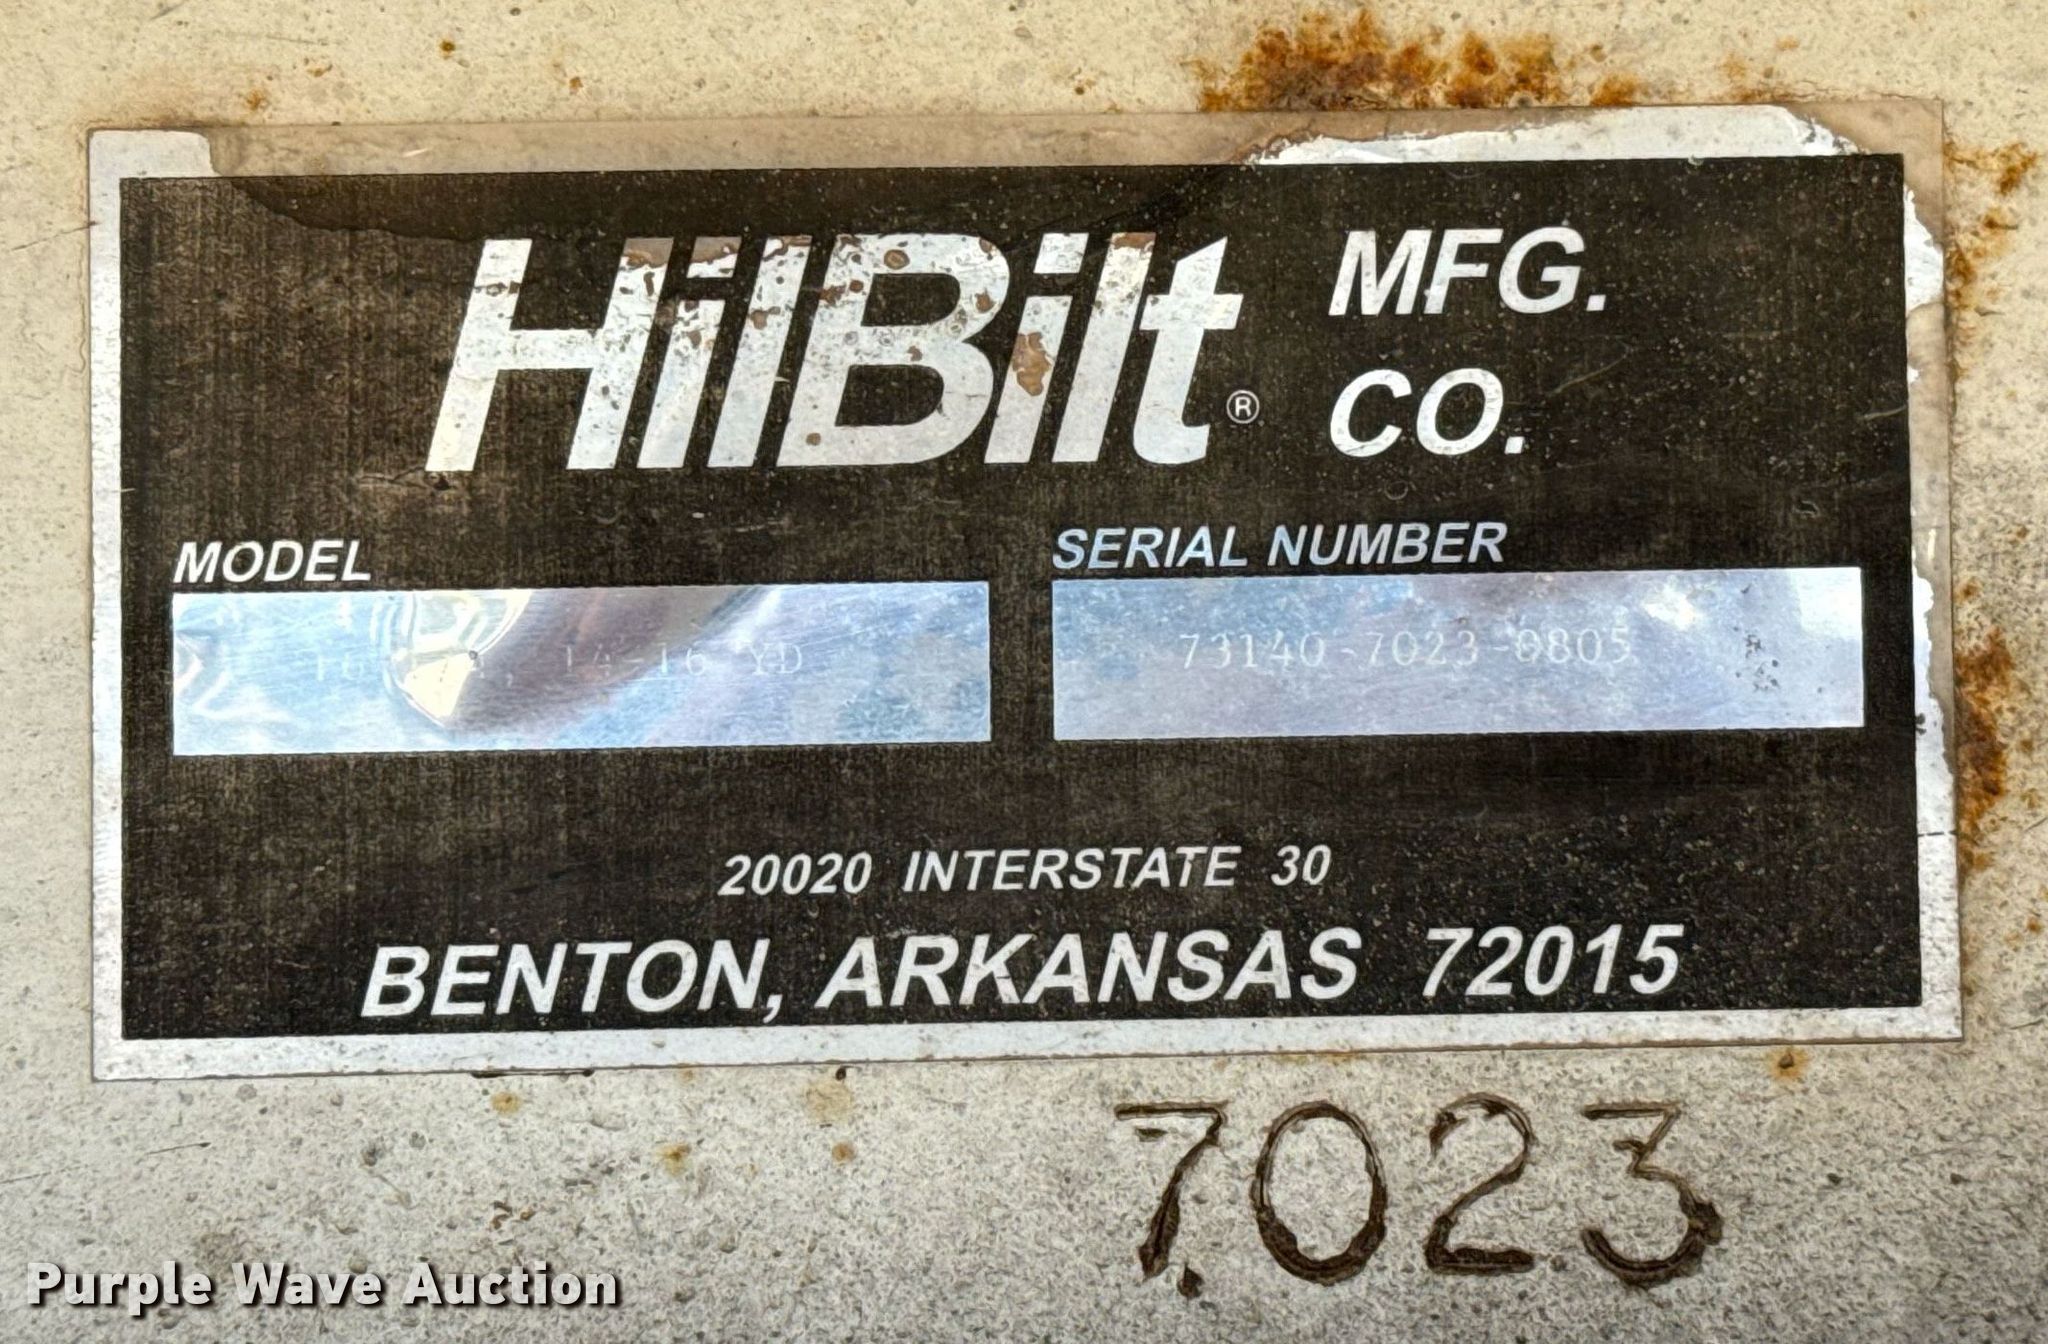 HilBilt® MFG. CO.
MODEL
14-16 YD
SERIAL NUMBER
73140-7023-0805
20020 INTERSTATE 30
BENTON, ARKANSAS 72015
7023
Purple Wave Auction